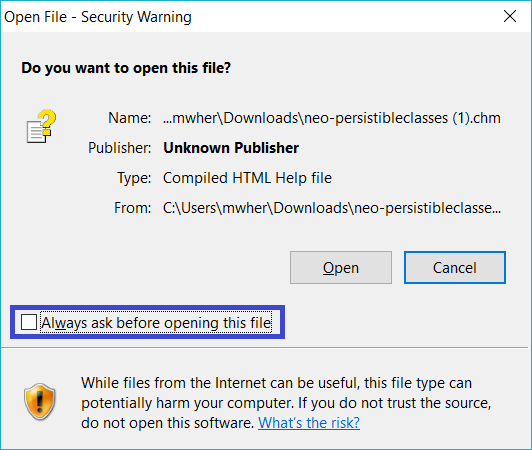 Open File - Security Warning
Do you want to open this file?
Name: ...mwher\Downloads\neo-persistibleclasses (1).chm
Publisher: Unknown Publisher
Type: Compiled HTML Help file
From: C:\Users\mwher\Downloads\neo-persistibleclasse...
Open Cancel
Always ask before opening this file
While files from the Internet can be useful, this file type can
potentially harm your computer. If you do not trust the source,
do not open this software. What's the risk?